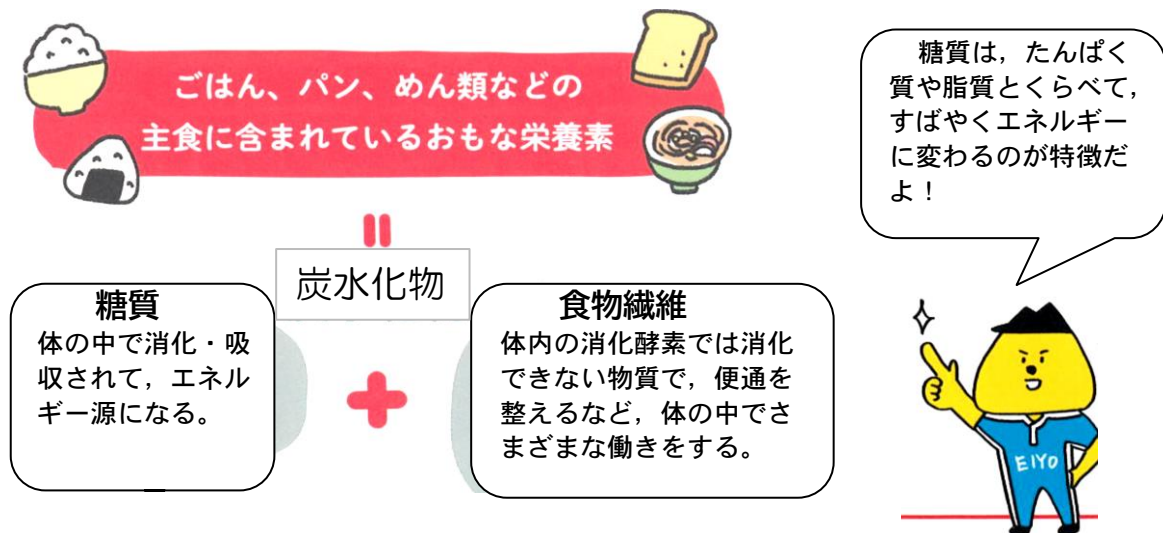 ごはん、パン、めん類などの
主食に含まれているおもな栄養素
糖質は，たんぱく
質や脂質とくらべて，
すばやくエネルギー
に変わるのが特徴だ
よ！
炭水化物
糖質
体の中で消化・吸
収されて，エネル
ギー源になる。
食物繊維
体内の消化酵素では消化
できない物質で，便通を
整えるなど，体の中でさ
まざまな働きをする。
EIYO